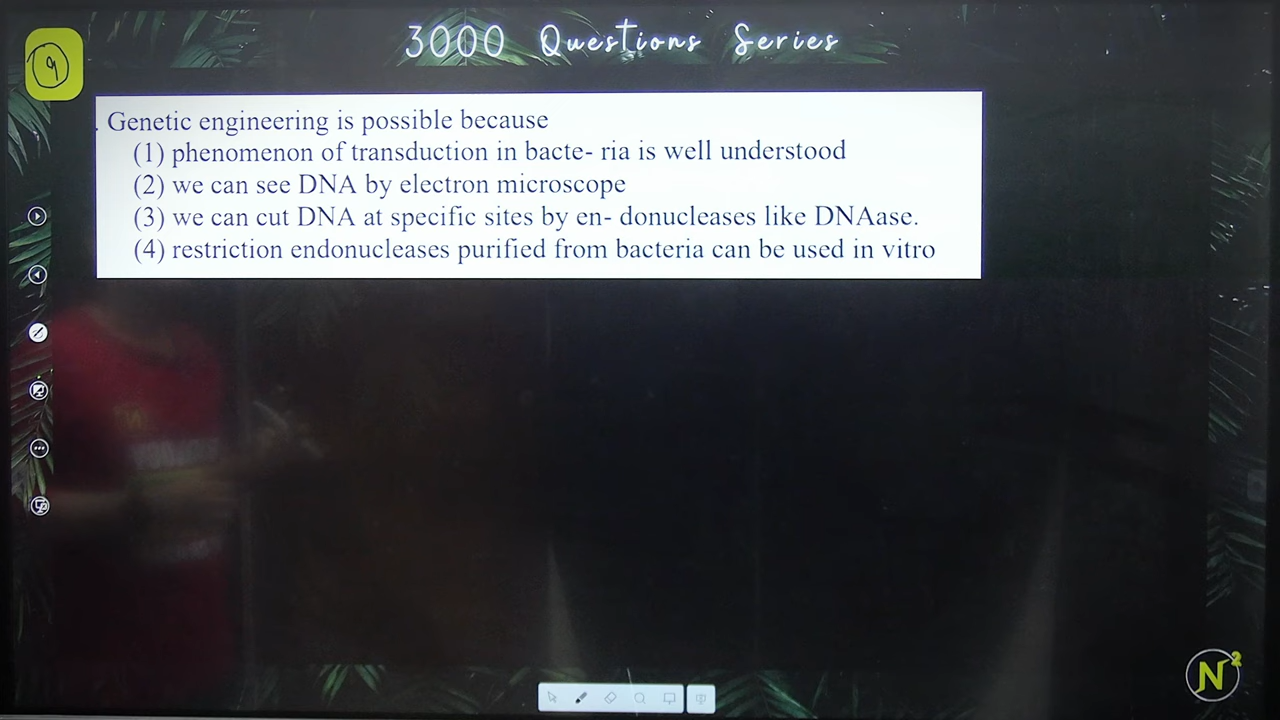 3000 Questions Series
9
. Genetic engineering is possible because
(1) phenomenon of transduction in bacte- ria is well understood
(2) we can see DNA by electron microscope
(3) we can cut DNA at specific sites by en- donucleases like DNAase.
(4) restriction endonucleases purified from bacteria can be used in vitro
N2